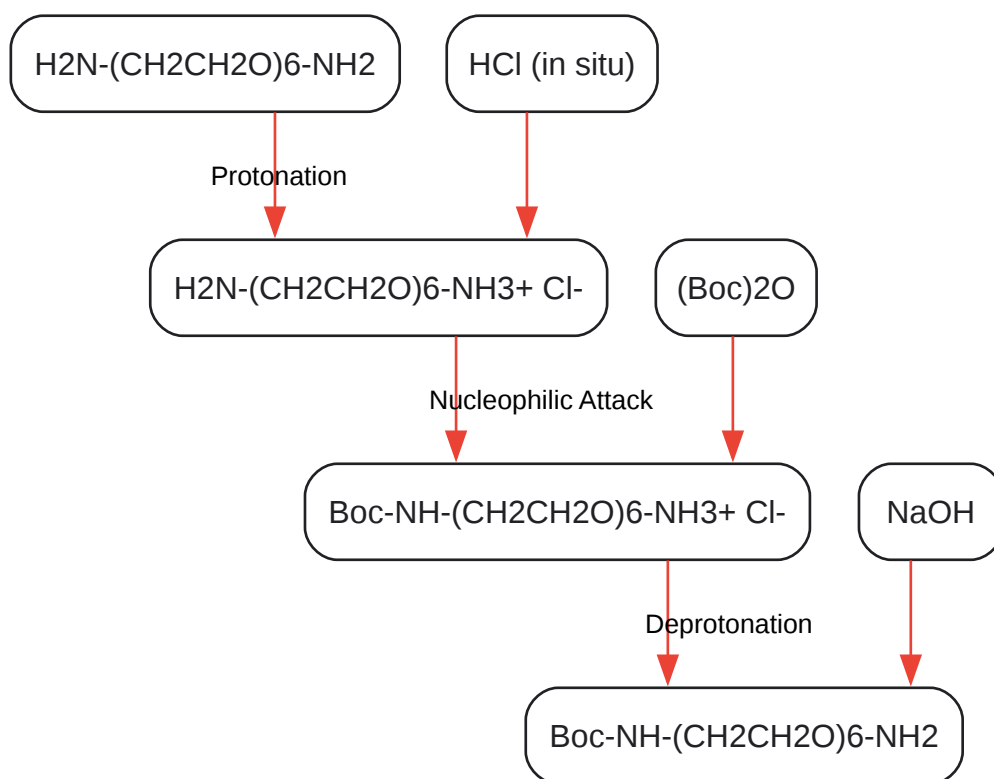 H2N-(CH2CH2O)6-NH2
HCl (in situ)
Protonation
H2N-(CH2CH2O)6-NH3+ Cl-
(Boc)2O
Nucleophilic Attack
Boc-NH-(CH2CH2O)6-NH3+ Cl-
NaOH
Deprotonation
Boc-NH-(CH2CH2O)6-NH2